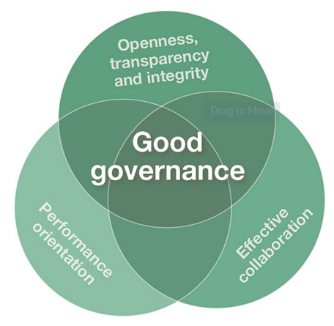 Openness,
transparency
and integrity
Drag to Move
Good
governance
Performance
orientation
Effective
collaboration